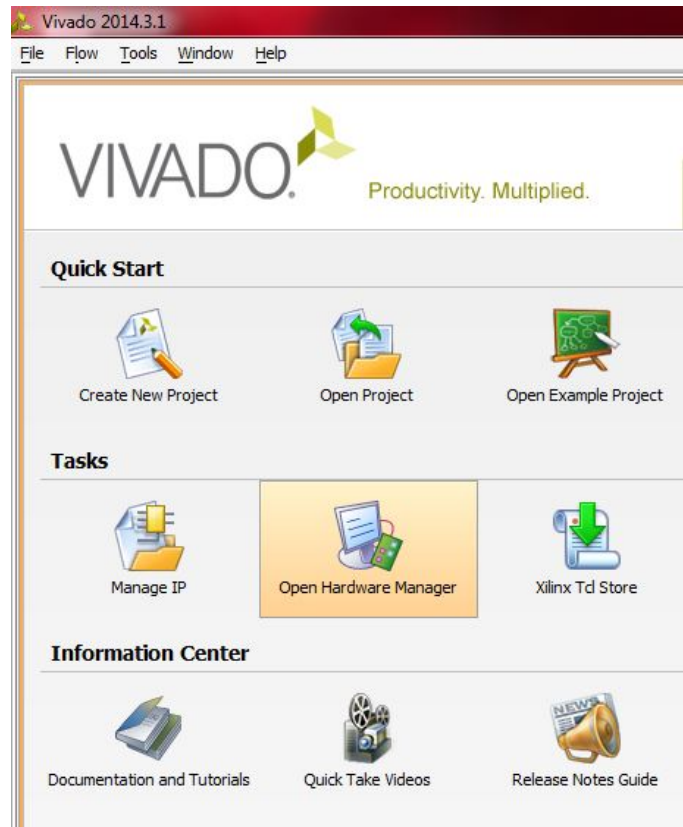 Vivado 2014.3.1
File Flow Tools Window Help
VIVADO.
Productivity. Multiplied.
Quick Start
Create New Project Open Project Open Example Project
Tasks
Manage IP Open Hardware Manager Xilinx Tcl Store
Information Center
NEWS
Documentation and Tutorials Quick Take Videos Release Notes Guide